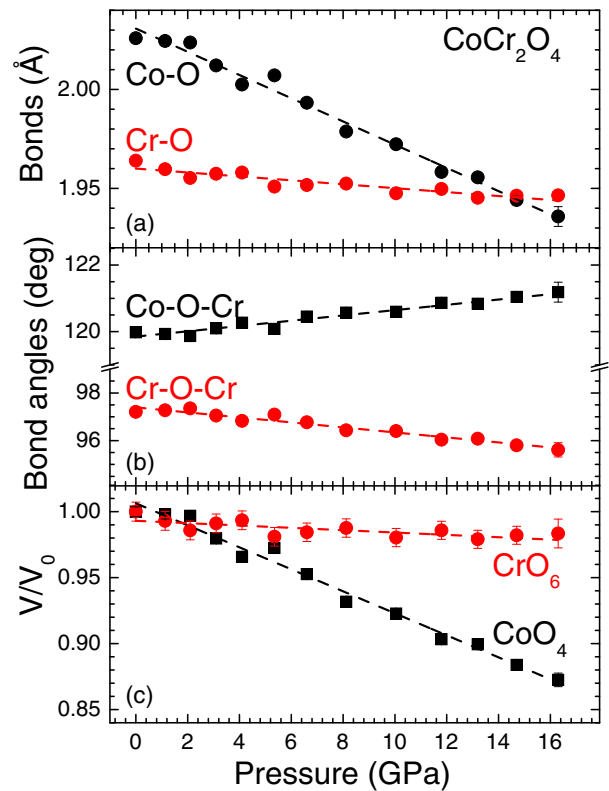 CoCr₂O₄
Bonds (Å)
2.00
1.95
Co-O
Cr-O
(a)
Bond angles (deg)
122
120
98
96
Co-O-Cr
Cr-O-Cr
(b)
V/V₀
1.00
0.95
0.90
0.85
CrO₆
CoO₄
(c)
0 2 4 6 8 10 12 14 16
Pressure (GPa)